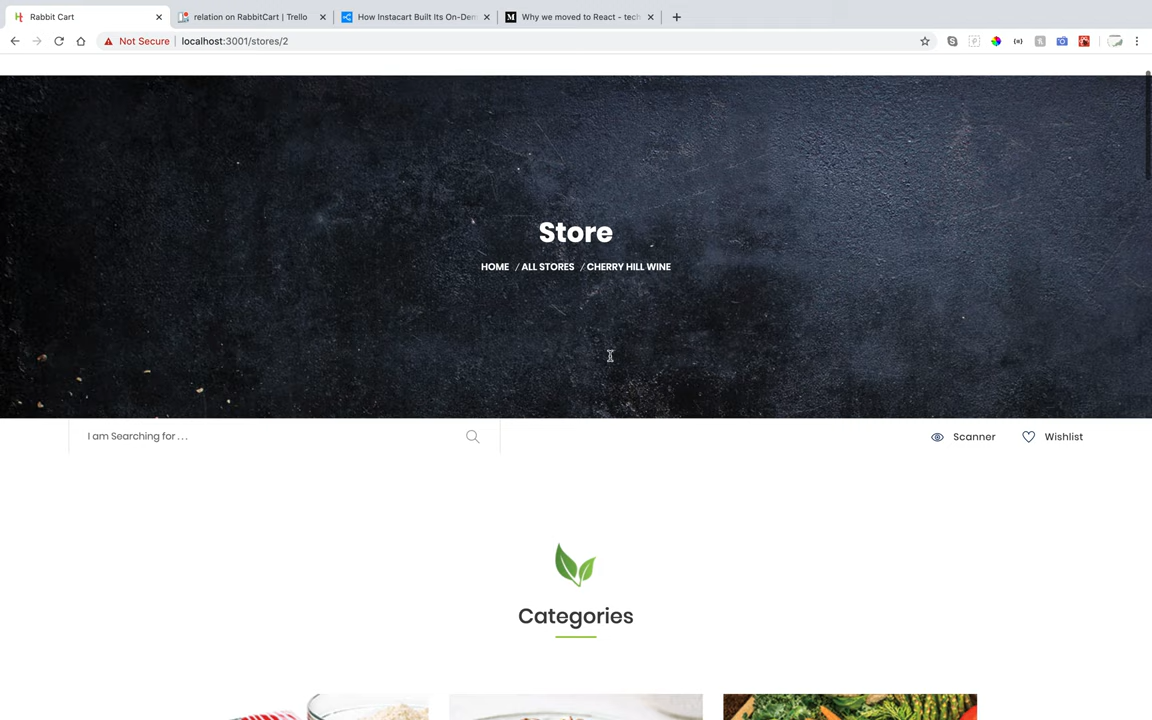 Rabbit Cart
relation on RabbitCart | Trello
How Instacart Built Its On-Dem
Why we moved to React - tech
Not Secure
localhost:3001/stores/2
Store
HOME / ALL STORES / CHERRY HILL WINE
I am Searching for . . .
Scanner
Wishlist
Categories